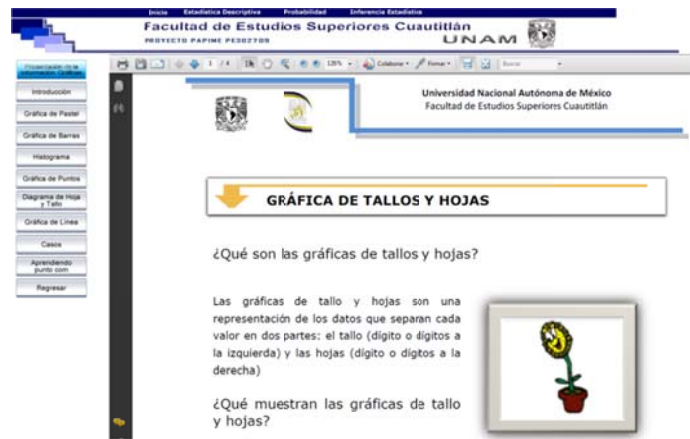 Inicio Estadística Descriptiva Probabilidad Inferencia Estadística
Facultad de Estudios Superiores Cuautitlán
PROYECTO PAPIME PE302709
UNAM
1 / 4
126%
Colaborar
Firmar
Buscar
Introducción
Gráfica de Pastel
Gráfica de Barras
Histograma
Gráfica de Puntos
Diagrama de Hoja
y Tallo
Gráfica de Línea
Casos
Aprendiendo
punto com
Regresar
Universidad Nacional Autónoma de México
Facultad de Estudios Superiores Cuautitlán
GRÁFICA DE TALLOS Y HOJAS
¿Qué son las gráficas de tallos y hojas?
Las gráficas de tallo y hojas son una
representación de los datos que separan cada
valor en dos partes: el tallo (dígito o dígitos a
la izquierda) y las hojas (dígito o dígtos a la
derecha)
¿Qué muestran las gráficas de tallo
y hojas?